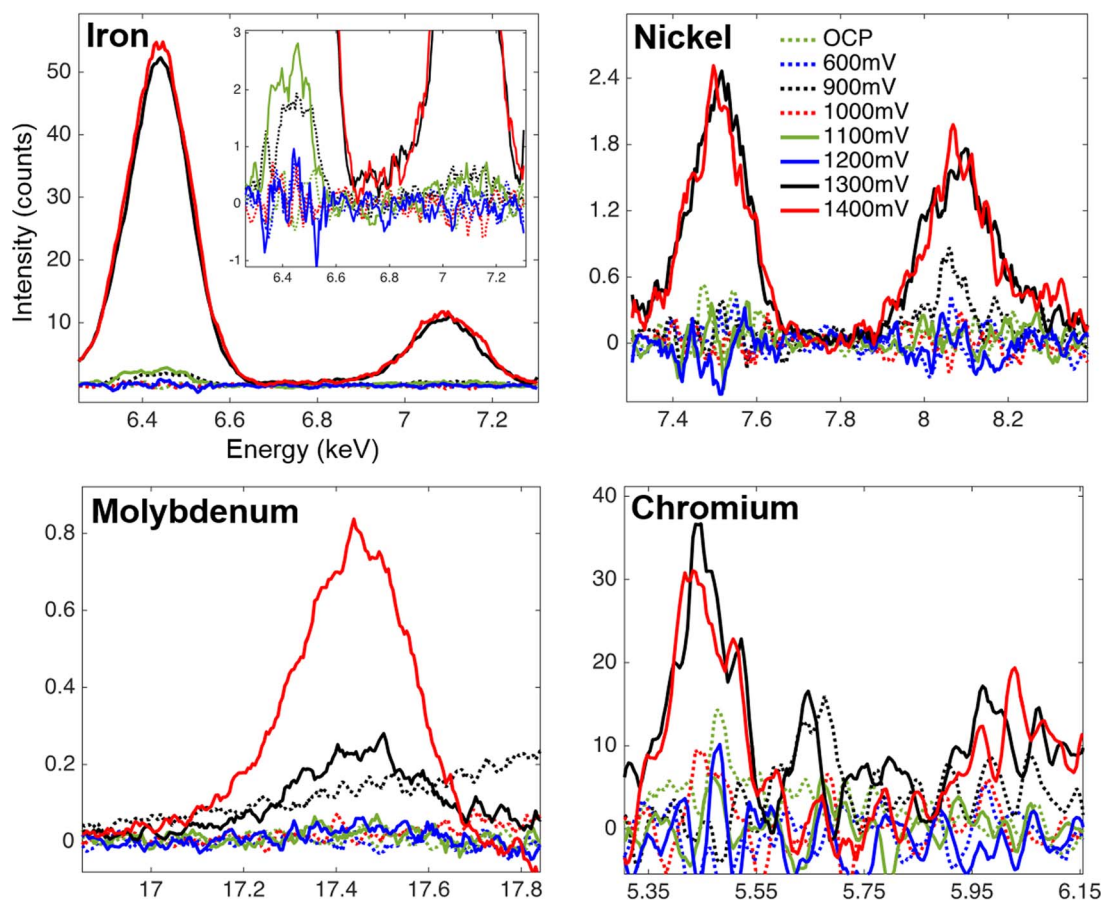 Iron
50
40
30
20
10
Intensity (counts)
3
2
1
0
-1
6.4 6.6 6.8 7 7.2
6.4 6.6 6.8 7 7.2
Energy (keV)
Nickel
OCP
600mV
900mV
1000mV
1100mV
1200mV
1300mV
1400mV
2.4
1.8
1.2
0.6
0
7.4 7.6 7.8 8 8.2
Molybdenum
0.8
0.6
0.4
0.2
0
17 17.2 17.4 17.6 17.8
Chromium
40
30
20
10
0
5.35 5.55 5.75 5.95 6.15